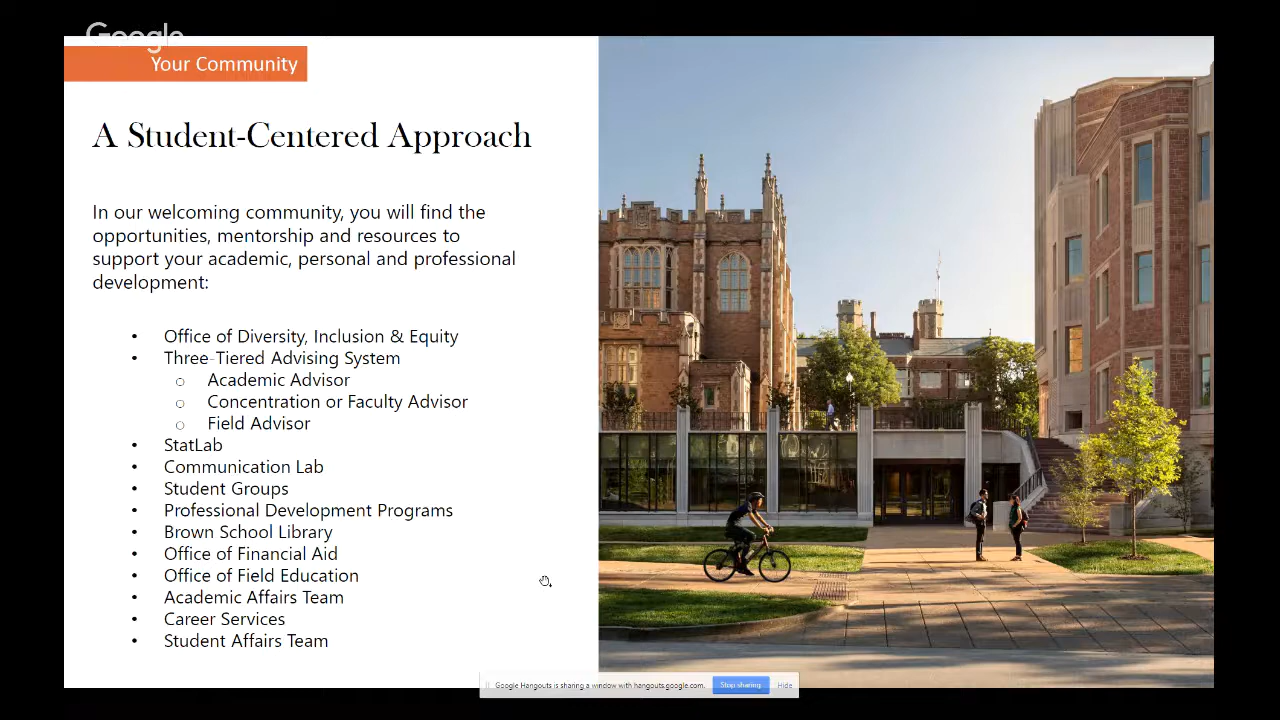 Google
Your Community
A Student-Centered Approach
In our welcoming community, you will find the
opportunities, mentorship and resources to
support your academic, personal and professional
development:
• Office of Diversity, Inclusion & Equity
• Three-Tiered Advising System
○ Academic Advisor
○ Concentration or Faculty Advisor
○ Field Advisor
• StatLab
• Communication Lab
• Student Groups
• Professional Development Programs
• Brown School Library
• Office of Financial Aid
• Office of Field Education
• Academic Affairs Team
• Career Services
• Student Affairs Team
Google Hangouts is sharing a window with hangouts.google.com. Stop sharing Hide